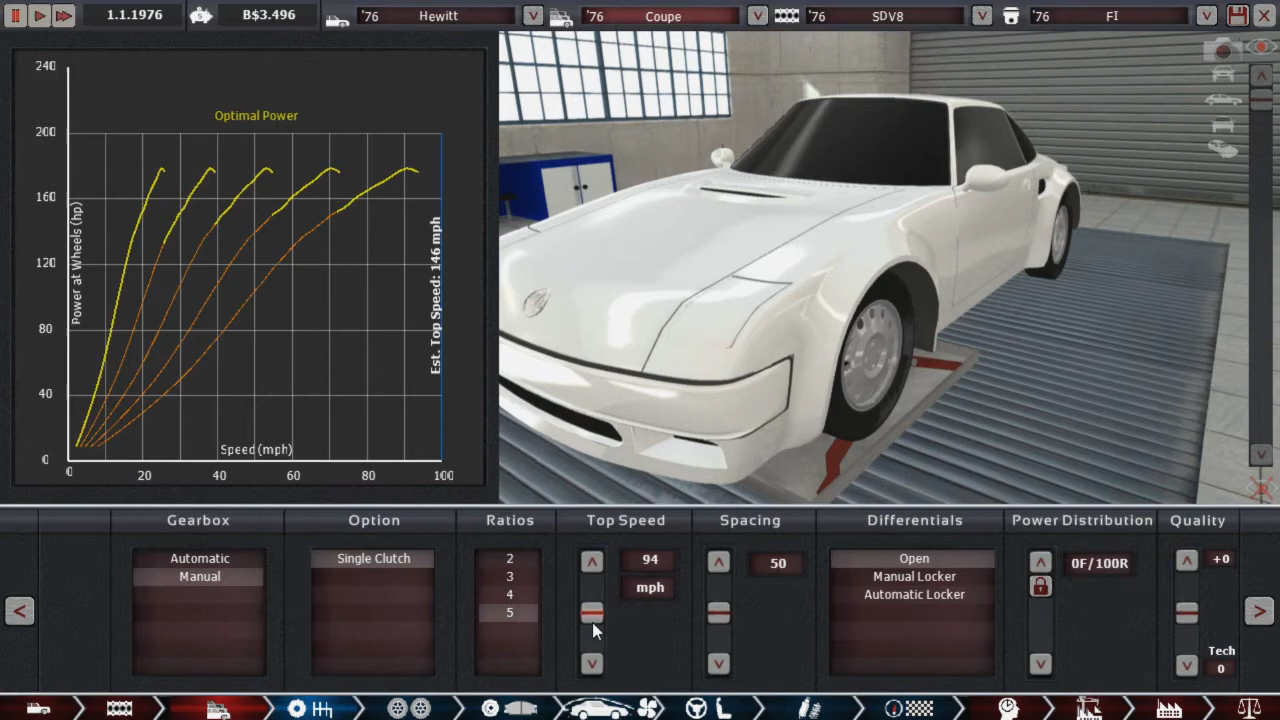 1.1.1976
B$3.496
'76 Hewitt V
'76 Coupe V
'76 SDV8 V
'76 FI V
240
Optimal Power
200
160
120
80
40
0
Power at Wheels (hp)
Est. Top Speed: 146 mph
Speed (mph)
0 20 40 60 80 100
Gearbox
Automatic
Manual
Option
Single Clutch
Ratios
2
3
4
5
Top Speed
94
mph
Spacing
50
Differentials
Open
Manual Locker
Automatic Locker
Power Distribution
0F/100R
Quality
+0
Tech
0